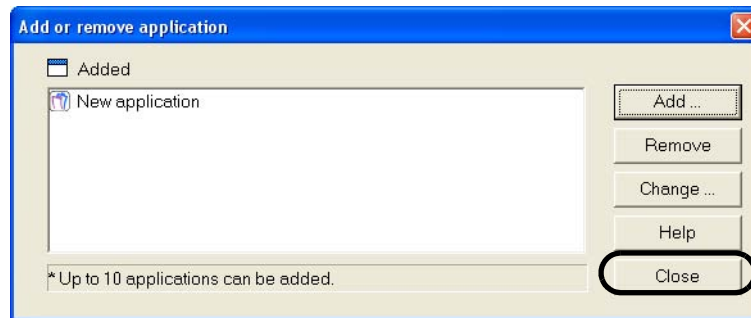 Add or remove application
Added
New application
Add ...
Remove
Change ...
Help
Close
* Up to 10 applications can be added.